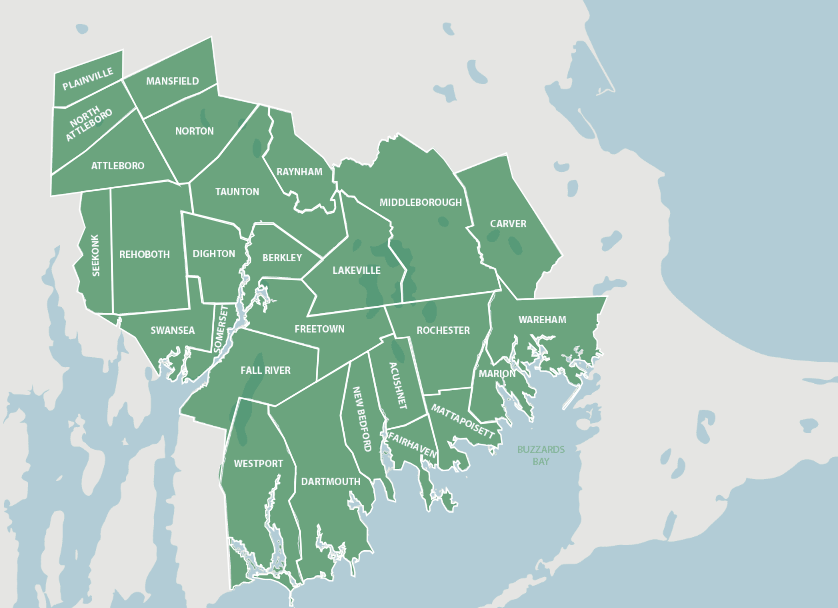 PLAINVILLE
MANSFIELD
NORTH
ATTLEBORO
NORTON
ATTLEBORO
RAYNHAM
TAUNTON
MIDDLEBOROUGH
CARVER
SEEKONK
REHOBOTH
DIGHTON
BERKLEY
LAKEVILLE
SWANSEA
SOMERSET
FREETOWN
ROCHESTER
WAREHAM
FALL RIVER
MARION
NEW BEDFORD
ACUSHNET
MATTAPOISETT
FAIRHAVEN
WESTPORT
DARTMOUTH
BUZZARDS
BAY